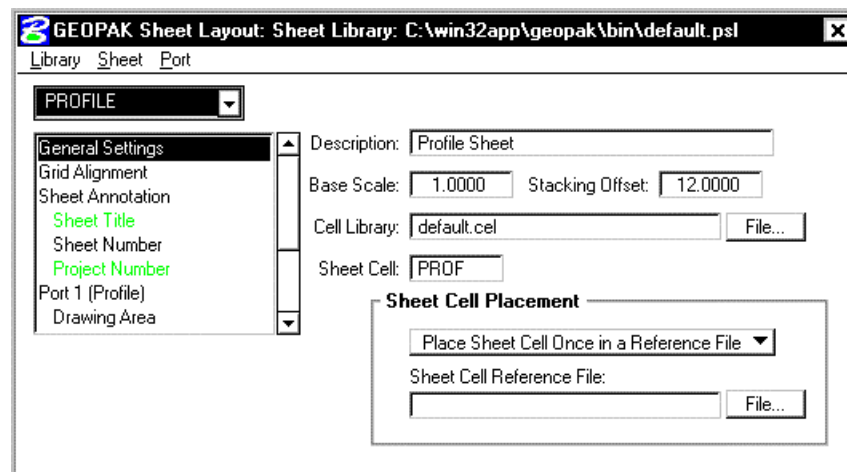 GEOPAK Sheet Layout: Sheet Library: C:\win32app\geopak\bin\default.psl
Library Sheet Port
PROFILE
General Settings
Grid Alignment
Sheet Annotation
Sheet Title
Sheet Number
Project Number
Port 1 (Profile)
Drawing Area
Description: Profile Sheet
Base Scale: 1.0000 Stacking Offset: 12.0000
Cell Library: default.cel File...
Sheet Cell: PROF
Sheet Cell Placement
Place Sheet Cell Once in a Reference File
Sheet Cell Reference File:
File...